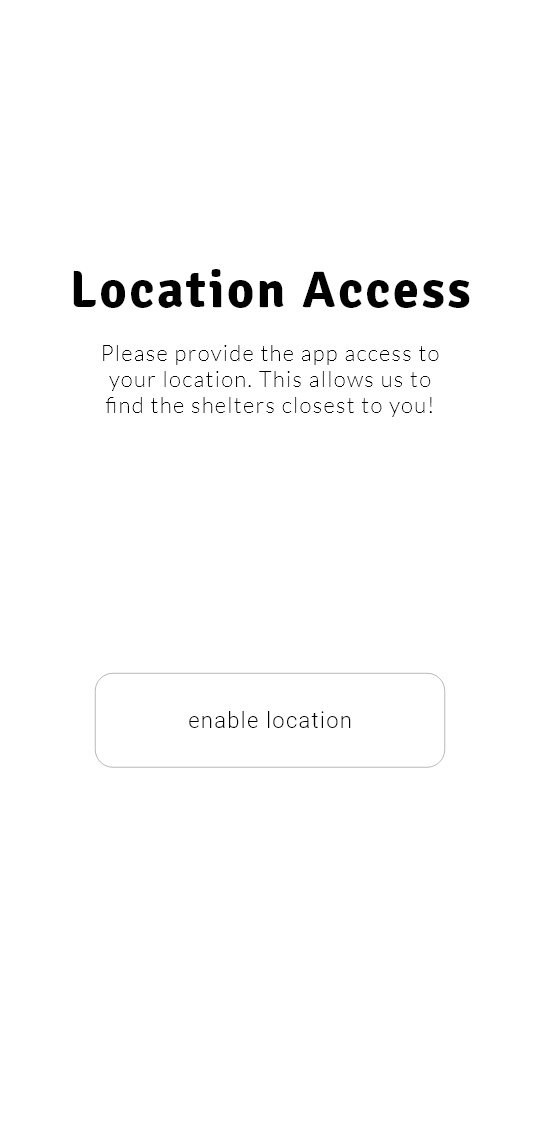 Location Access
Please provide the app access to
your location. This allows us to
find the shelters closest to you!
enable location